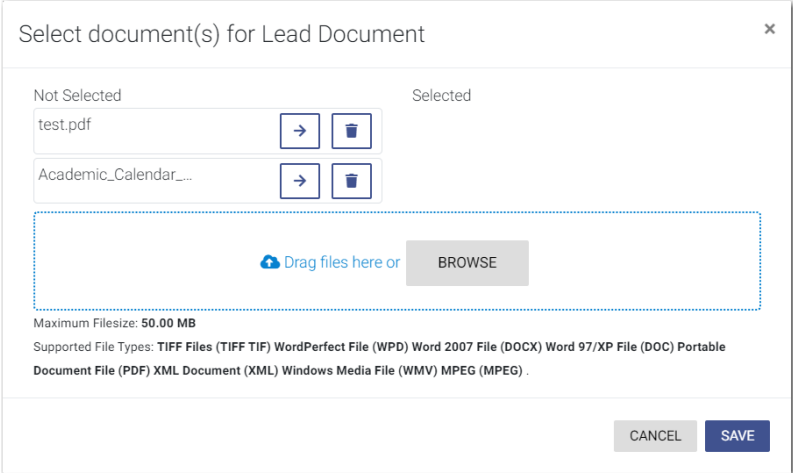 Select document(s) for Lead Document
×
Not Selected
Selected
test.pdf
Academic_Calendar_...
Drag files here or BROWSE
Maximum Filesize: 50.00 MB
Supported File Types: TIFF Files (TIFF TIF) WordPerfect File (WPD) Word 2007 File (DOCX) Word 97/XP File (DOC) Portable
Document File (PDF) XML Document (XML) Windows Media File (WMV) MPEG (MPEG) .
CANCEL SAVE